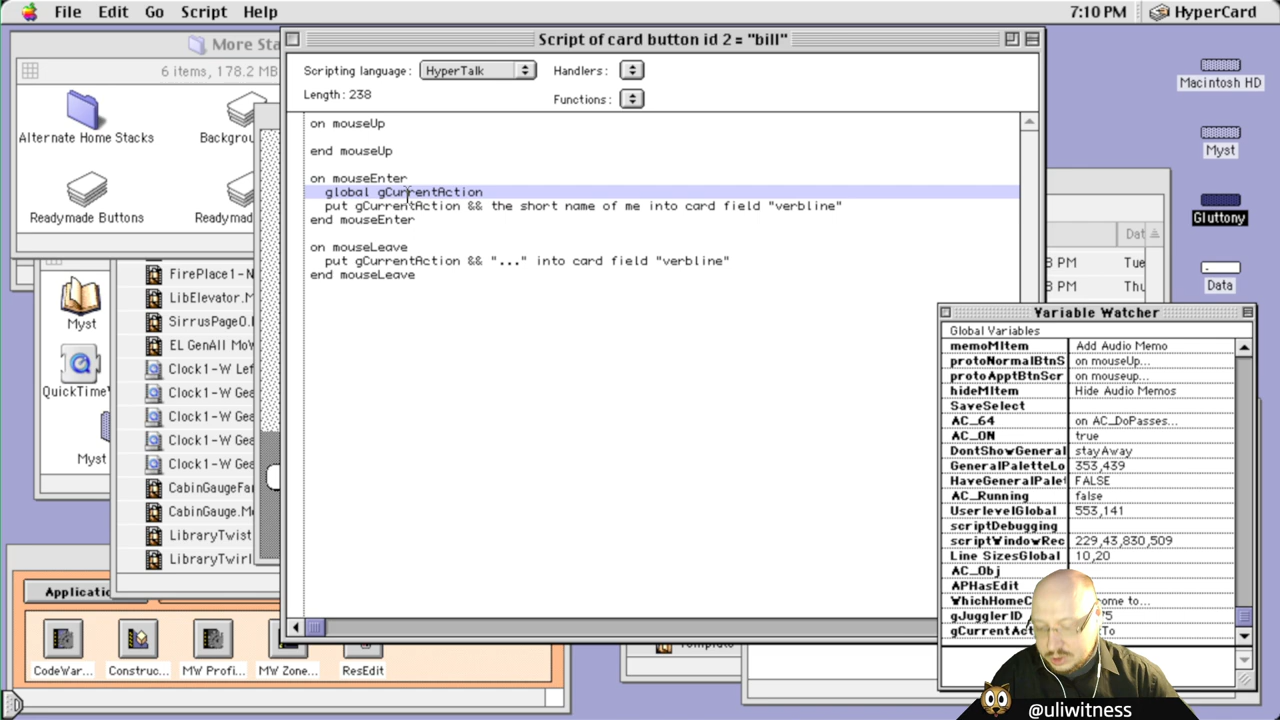 File Edit Go Script Help
7:10 PM HyperCard
More Sta
6 items, 178.2 MB
Alternate Home Stacks
Readymade Buttons
Myst
Myst
FirePlace1-N
LibElevator.M
SirrusPage0.
EL GenAll Mo
Clock1-W Lef
Clock1-W Gea
Clock1-W Gea
Clock1-W Gea
Clock1-W Gea
CabinGaugeFa
CabinGauge.M
LibraryTwist
LibraryTwirl
CodeWar...
Construc...
MW Profi...
MW Zone...
ResEdit
Script of card button id 2 = "bill"
Scripting language: HyperTalk
Handlers:
Length: 238
Functions:
on mouseUp
end mouseUp
on mouseEnter
global gCurrentAction
put gCurrentAction && the short name of me into card field "verbline"
end mouseEnter
on mouseLeave
put gCurrentAction && "..." into card field "verbline"
end mouseLeave
Macintosh HD
Myst
Gluttony
Data
Variable Watcher
Global Variables
memoMItem Add Audio Memo
protoNormalBtnS on mouseUp...
protoApptBtnScr on mouseup...
hideMItem Hide Audio Memos
SaveSelect
AC_64 on AC_DoPasses...
AC_ON true
DontShowGeneral stayAway
GeneralPaletteLo 353,439
HaveGeneralPalet FALSE
AC_Running false
UserlevelGlobal 553,141
scriptDebugging
scriptWindowRec 229,43,830,509
Line SizesGlobal 10,20
AC_Obj
APHasEdit
WhichHomeC
gJugglerID
gCurrentAct
@uliwitness